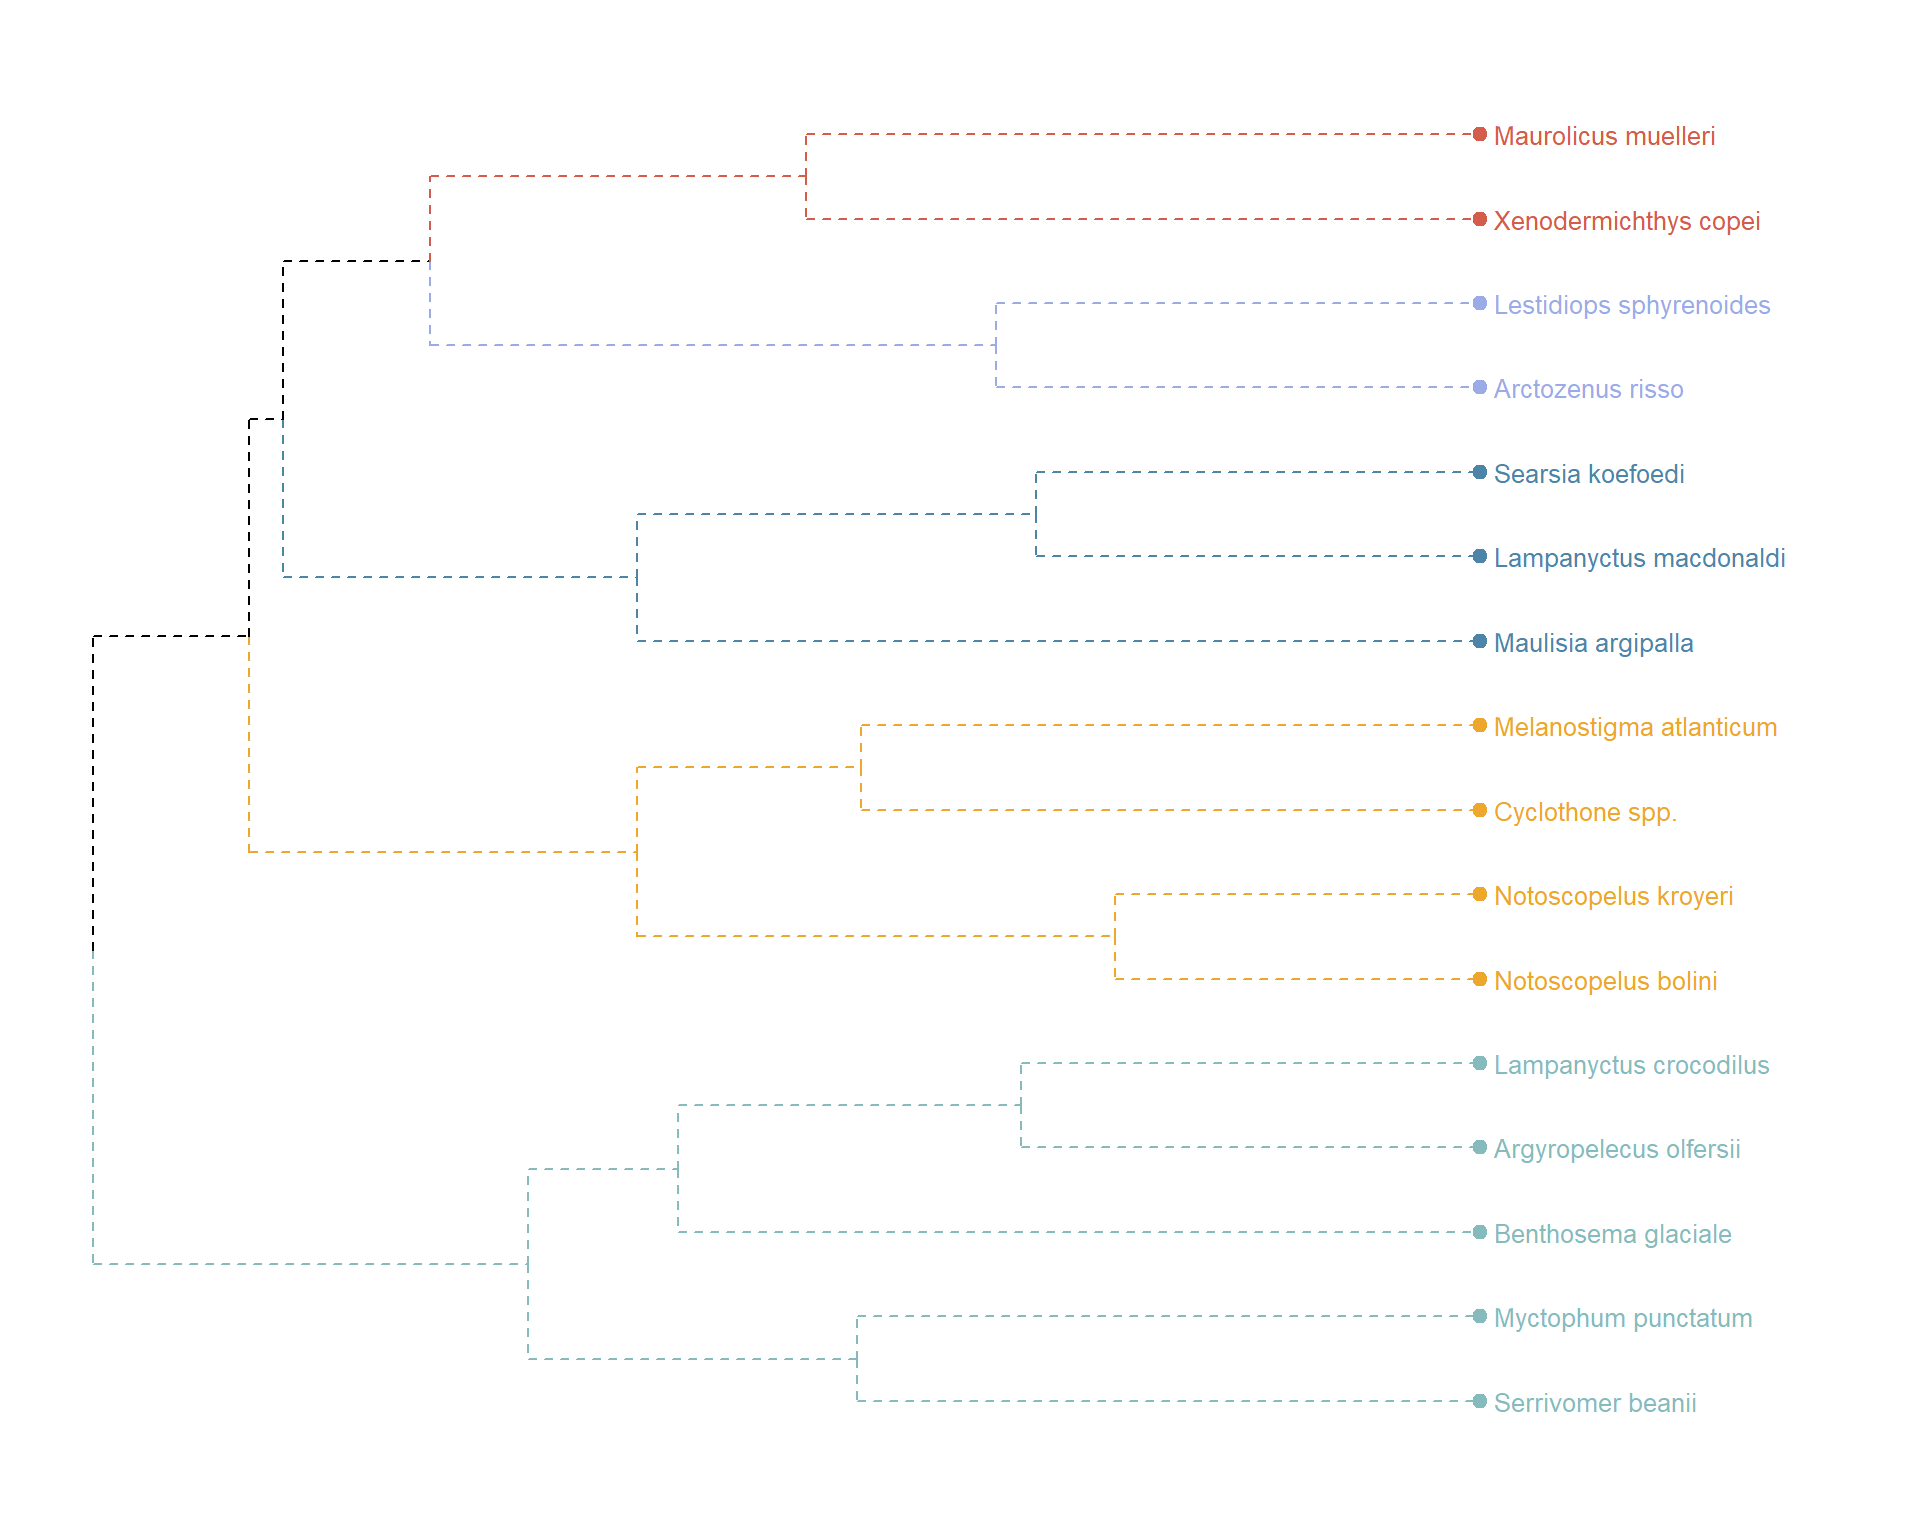 Maurolicus muelleri
Xenodermichthys copei
Lestidiops sphyrenoides
Arctozenus risso
Searsia koefoedi
Lampanyctus macdonaldi
Maulisia argipalla
Melanostigma atlanticum
Cyclothone spp.
Notoscopelus kroyeri
Notoscopelus bolini
Lampanyctus crocodilus
Argyropelecus olfersii
Benthosema glaciale
Myctophum punctatum
Serrivomer beanii